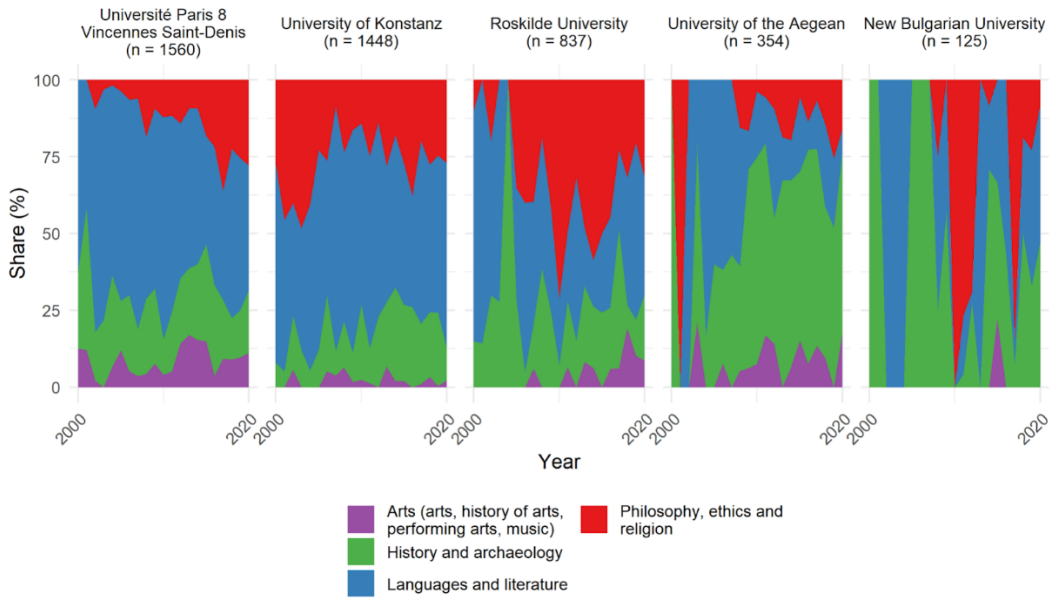 Université Paris 8
Vincennes Saint-Denis
(n = 1560)
University of Konstanz
(n = 1448)
Roskilde University
(n = 837)
University of the Aegean
(n = 354)
New Bulgarian University
(n = 125)
Share (%)
100
75
50
25
0
2000
2020
2000
2020
2000
2020
2000
2020
2000
2020
Year
Arts (arts, history of arts,
performing arts, music)
History and archaeology
Languages and literature
Philosophy, ethics and
religion